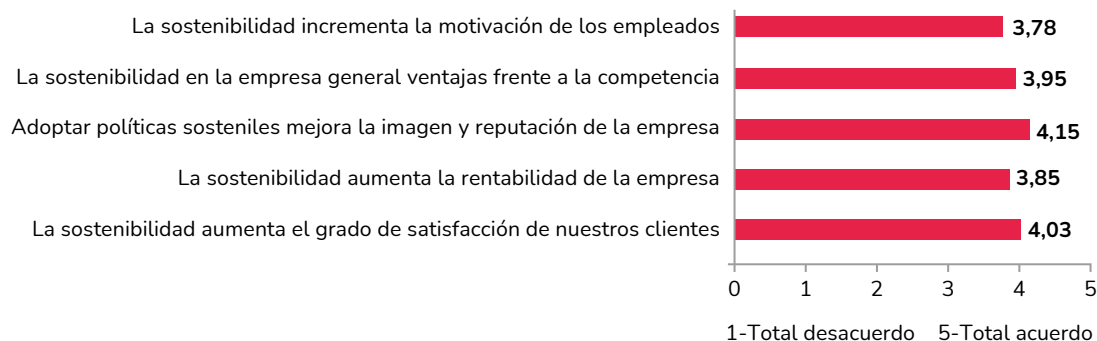 La sostenibilidad incrementa la motivación de los empleados 3,78
La sostenibilidad en la empresa general ventajas frente a la competencia 3,95
Adoptar políticas sosteniles mejora la imagen y reputación de la empresa 4,15
La sostenibilidad aumenta la rentabilidad de la empresa 3,85
La sostenibilidad aumenta el grado de satisfacción de nuestros clientes 4,03
0 1 2 3 4 5
1-Total desacuerdo 5-Total acuerdo